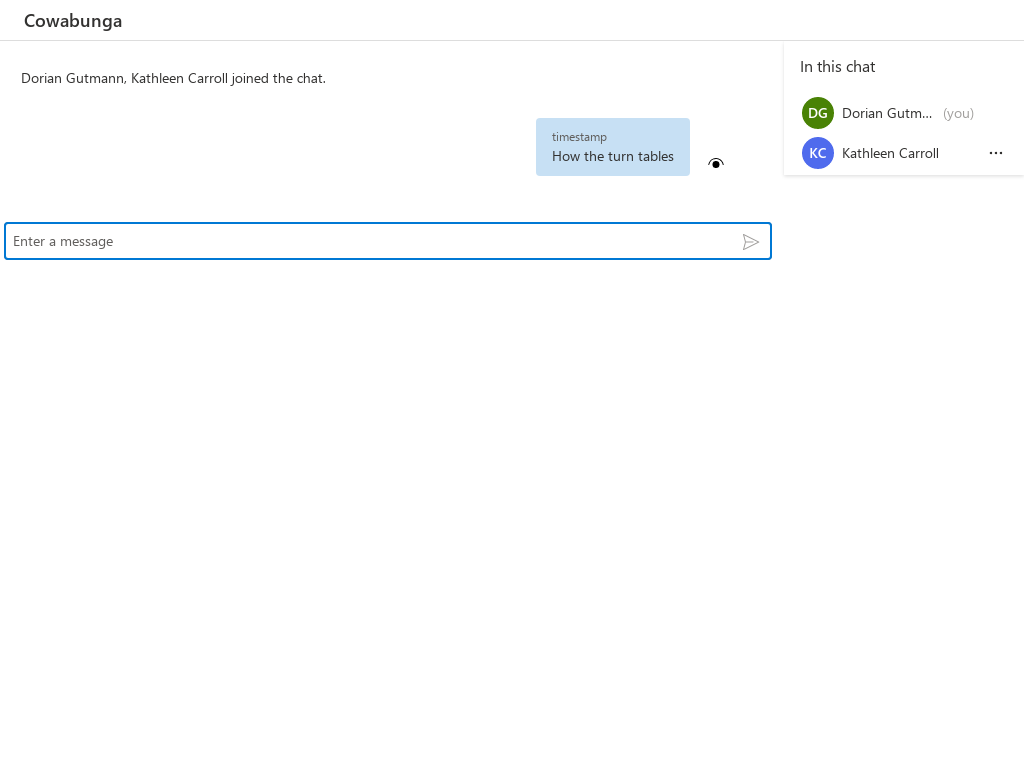 Cowabunga
Dorian Gutmann, Kathleen Carroll joined the chat.
timestamp
How the turn tables
Enter a message
In this chat
DG Dorian Gutm... (you)
KC Kathleen Carroll